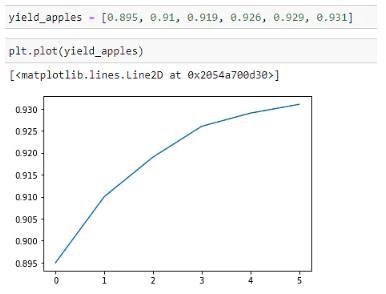 yield_apples = [0.895, 0.91, 0.919, 0.926, 0.929, 0.931]
plt.plot(yield_apples)
[<matplotlib.lines.Line2D at 0x2054a700d30>]
0.930
0.925
0.920
0.915
0.910
0.905
0.900
0.895
0 1 2 3 4 5